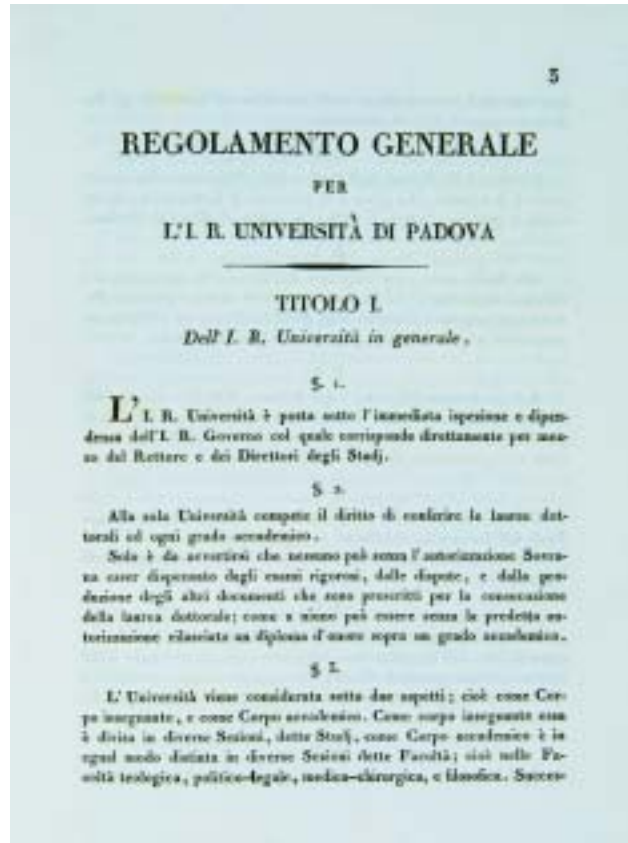 3
REGOLAMENTO GENERALE
PER
L'I. R. UNIVERSITÀ DI PADOVA
TITOLO I.
Dell' I. R. Università in generale.
§. 1.
L' I. R. Università è posta sotto l'immediata ispezione e dipen-
denza dell'I. R. Governo col quale corrisponde direttamente per mez-
zo del Rettore e dei Direttori degli Studj.
§ 2.
Alla sola Università compete il diritto di conferire le lauree dot-
torali ed ogni grado accademico.
Solo è da avvertirsi che nessuno può senza l'autorizzazione Sovra-
na esser dispensato dagli esami rigorosi, dalle dispute, e dalla pro-
duzione degli altri documenti che sono prescritti per la consecuzione
della laurea dottorale; come a niuno può essere senza la predetta au-
torizzazione rilasciato un diploma d'onore sopra un grado accademico.
§ 3.
L' Università viene considerata sotto due aspetti; cioè come Cor-
po insegnante, e come Corpo accademico. Come corpo insegnante essa
è divisa in diverse Sezioni, dette Studj, come Corpo accademico è in
egual modo distinta in diverse Sezioni dette Facoltà; cioè nelle Fa-
coltà teologica, politico-legale, medico-chirurgica, e filosofica. Succes-